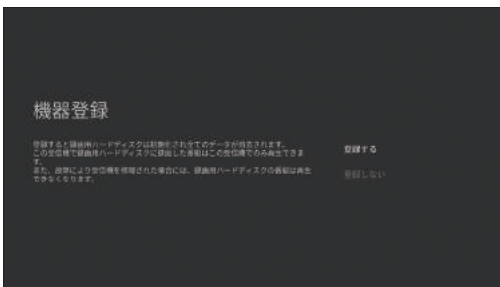 機器登録
登録すると録画用ハードディスクは初期化され全てのデータが消去されます。
この受信機で録画用ハードディスクに録画した番組はこの受信機でのみ再生できま
す。
また、故障により受信機を修理された場合には、録画用ハードディスクの番組は再生
できなくなります。
登録する
登録しない